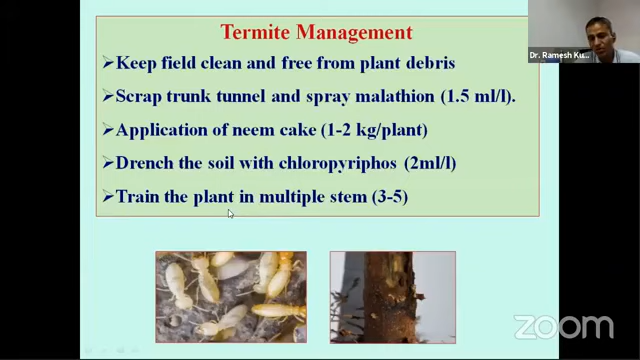 Termite Management
➢Keep field clean and free from plant debris
➢Scrap trunk tunnel and spray malathion (1.5 ml/l).
➢Application of neem cake (1-2 kg/plant)
➢Drench the soil with chloropyriphos (2ml/l)
➢Train the plant in multiple stem (3-5)
Dr. Ramesh Ku...
zoom